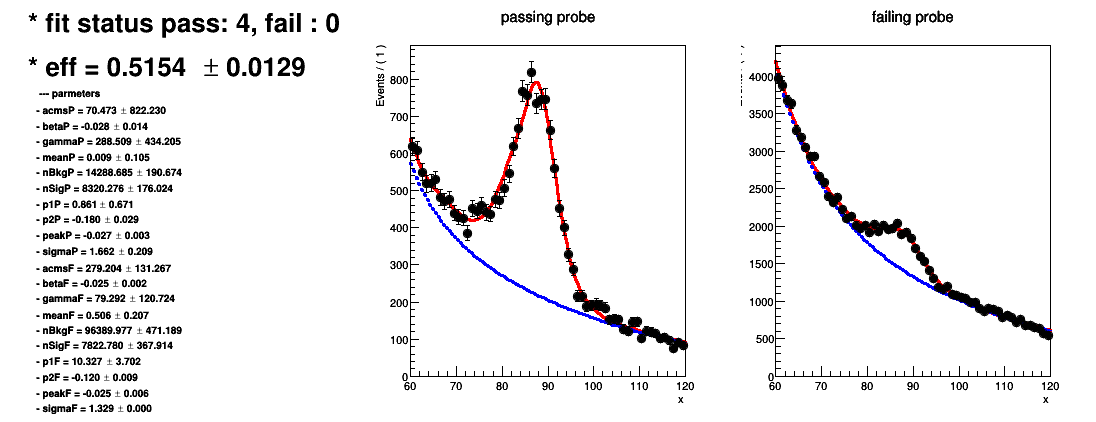 * fit status pass: 4, fail : 0
* eff = 0.5154 ± 0.0129
--- parmeters
- acmsP = 70.473 ± 822.230
- betaP = -0.028 ± 0.014
- gammaP = 288.509 ± 434.205
- meanP = 0.009 ± 0.105
- nBkgP = 14288.685 ± 190.674
- nSigP = 8320.276 ± 176.024
- p1P = 0.861 ± 0.671
- p2P = -0.180 ± 0.029
- peakP = -0.027 ± 0.003
- sigmaP = 1.662 ± 0.209
- acmsF = 279.204 ± 131.267
- betaF = -0.025 ± 0.002
- gammaF = 79.292 ± 120.724
- meanF = 0.506 ± 0.207
- nBkgF = 96389.977 ± 471.189
- nSigF = 7822.780 ± 367.914
- p1F = 10.327 ± 3.702
- p2F = -0.120 ± 0.009
- peakF = -0.025 ± 0.006
- sigmaF = 1.329 ± 0.000
passing probe
Events / ( 1 )
800
700
600
500
400
300
200
100
0
60 70 80 90 100 110 120
x
failing probe
4000
3500
3000
2500
2000
1500
1000
500
0
60 70 80 90 100 110 120
x